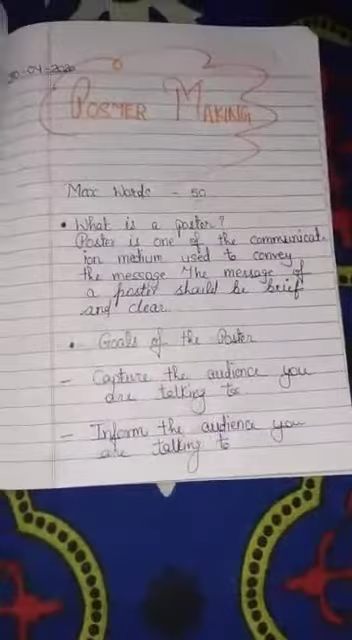 30-04-2020
POSTER MAKING
Max Words - 50
• What is a poster?
Poster is one of the communicat
ion medium used to convey
the message The message of
a poster should be brief
and clear.
• Goals of the Poster
- Capture the audience you
are talking to
- Inform the audience you
are talking to